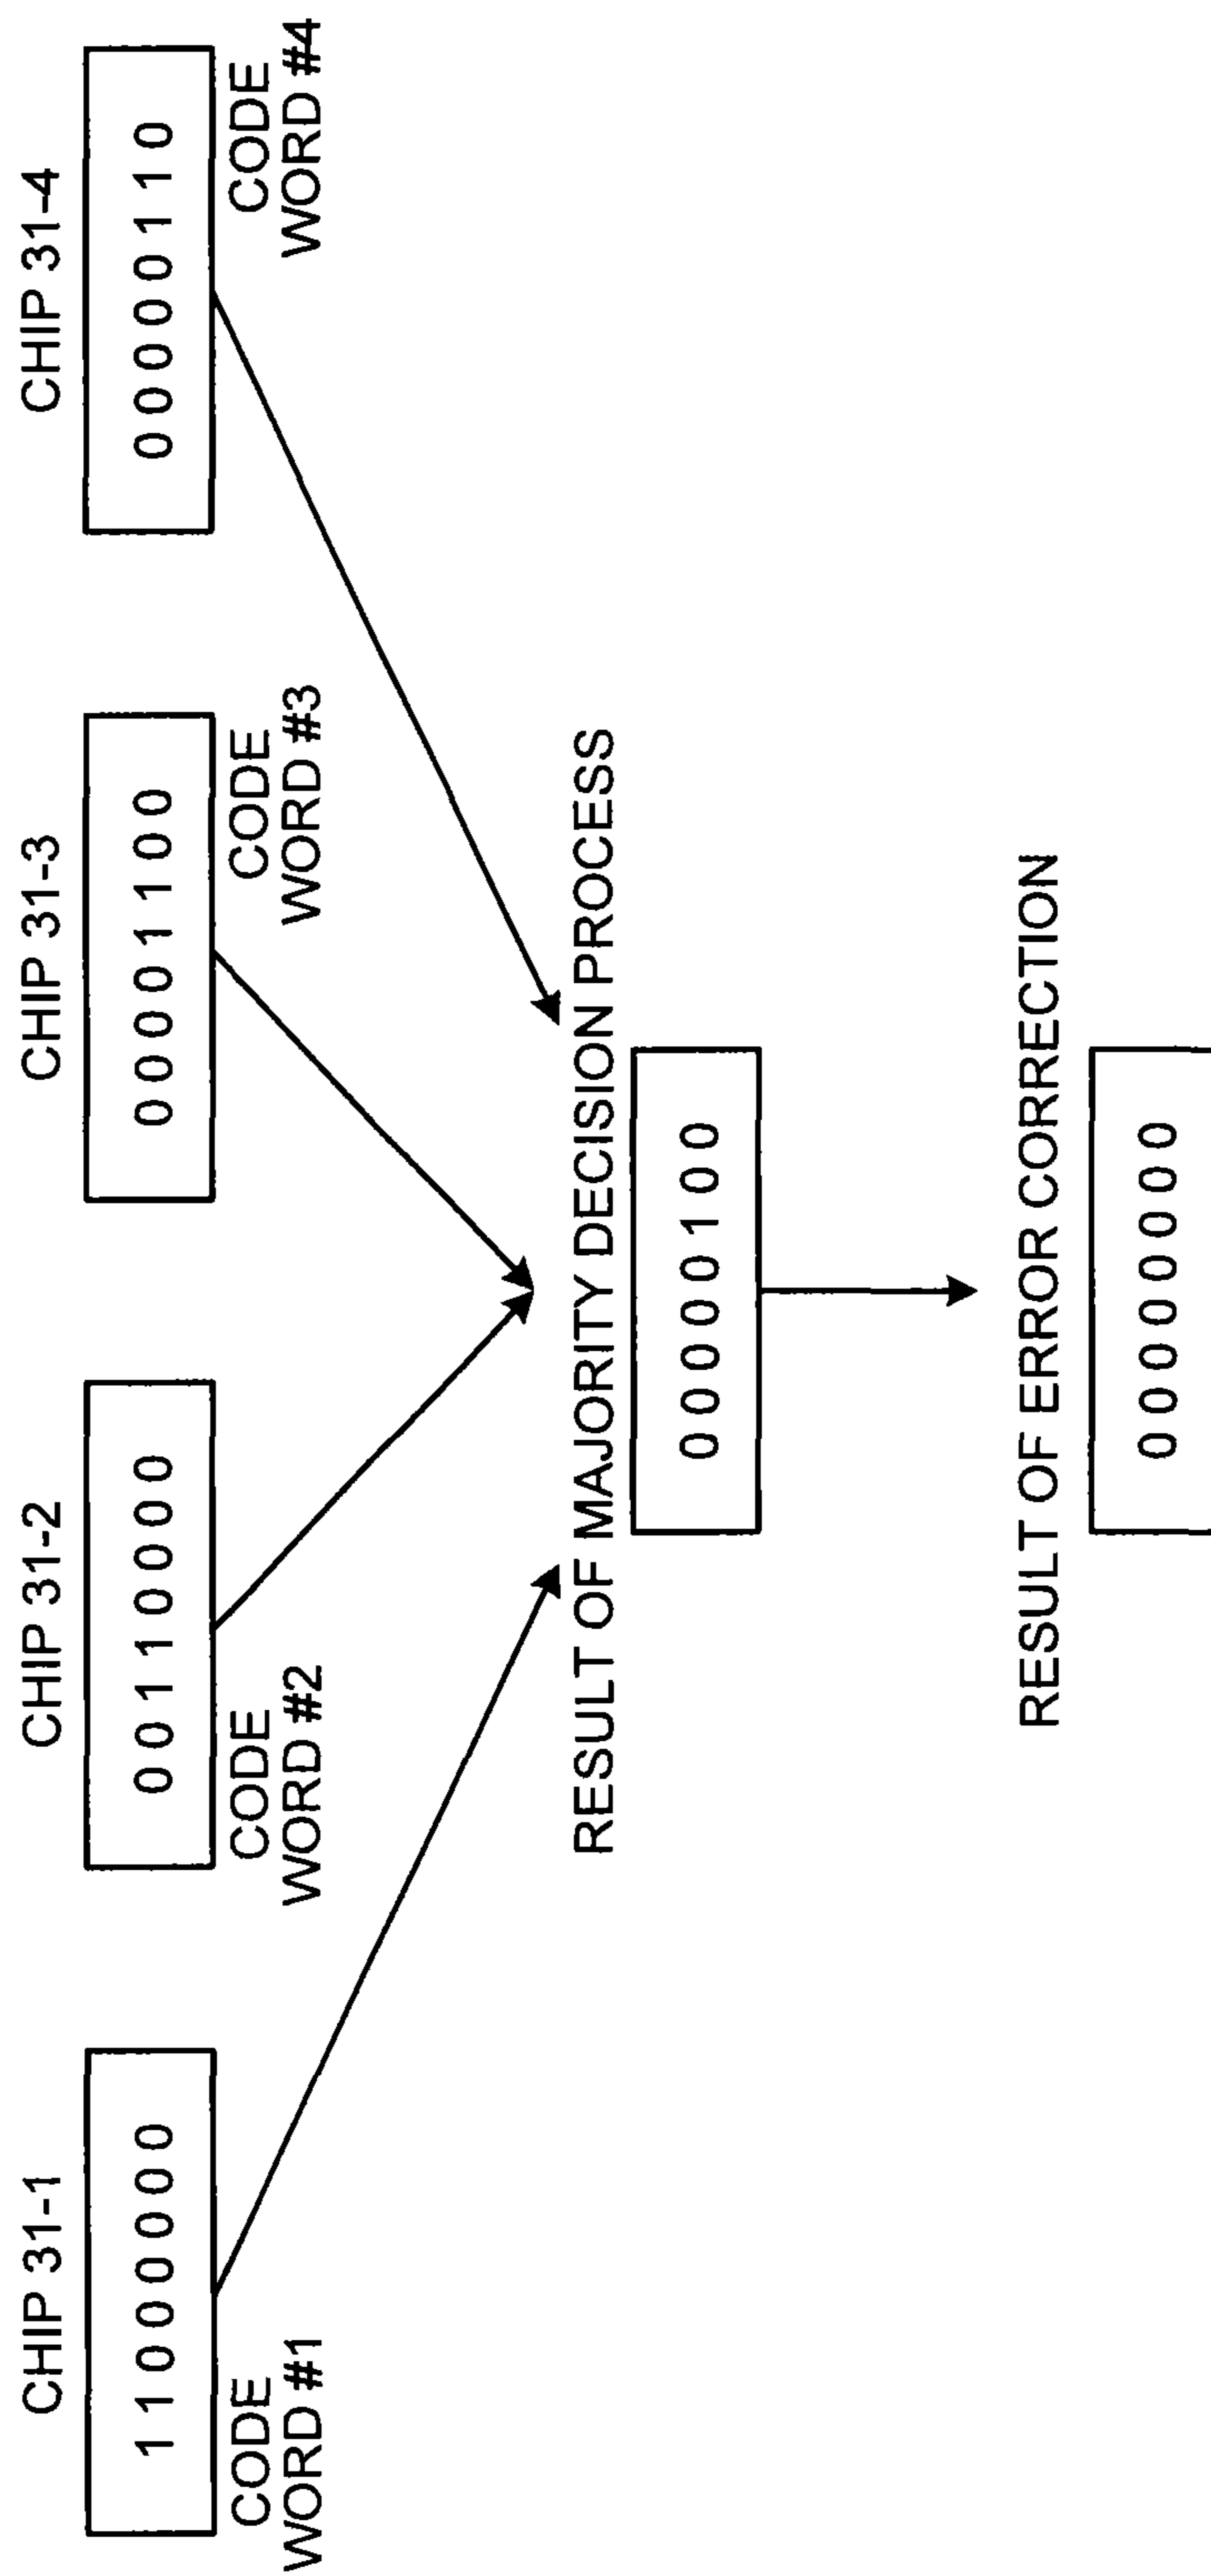 CHIP 31-1
1 1 0 0 0 0 0 0
CODE
WORD #1
CHIP 31-2
0 0 1 1 0 0 0 0
CODE
WORD #2
CHIP 31-3
0 0 0 0 1 1 0 0
CODE
WORD #3
CHIP 31-4
0 0 0 0 0 1 1 0
CODE
WORD #4
RESULT OF MAJORITY DECISION PROCESS
0 0 0 0 0 1 0 0
RESULT OF ERROR CORRECTION
0 0 0 0 0 0 0 0